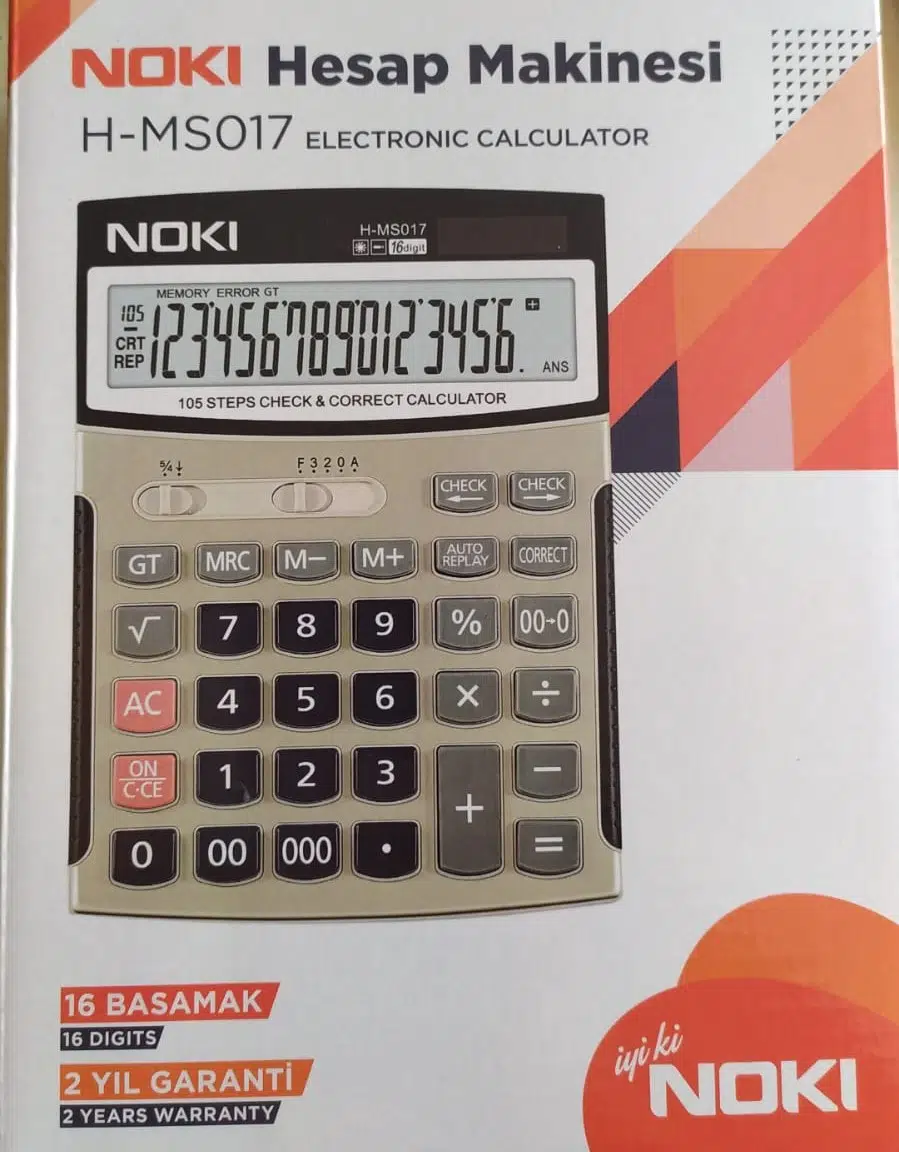 NOKI Hesap Makinesi
H-MS017 ELECTRONIC CALCULATOR
NOKI
H-MS017
16digit
MEMORY ERROR GT
105
CRT
REP
1234567890123456.
ANS
105 STEPS CHECK & CORRECT CALCULATOR
5/4 ↓
F 3 2 0 A
CHECK ←
CHECK →
GT MRC M− M+ AUTO REPLAY CORRECT
√ 7 8 9 % 00→0
AC 4 5 6 × ÷
ON
C·CE
1 2 3 + −
0 00 000 · =
16 BASAMAK
16 DIGITS
2 YIL GARANTİ
2 YEARS WARRANTY
iyi ki
NOKI